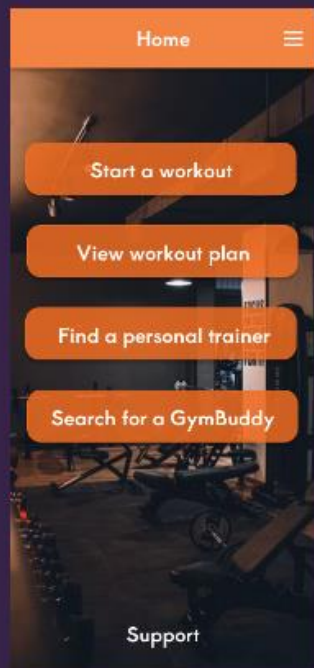 Home
Start a workout
View workout plan
Find a personal trainer
Search for a GymBuddy
Support